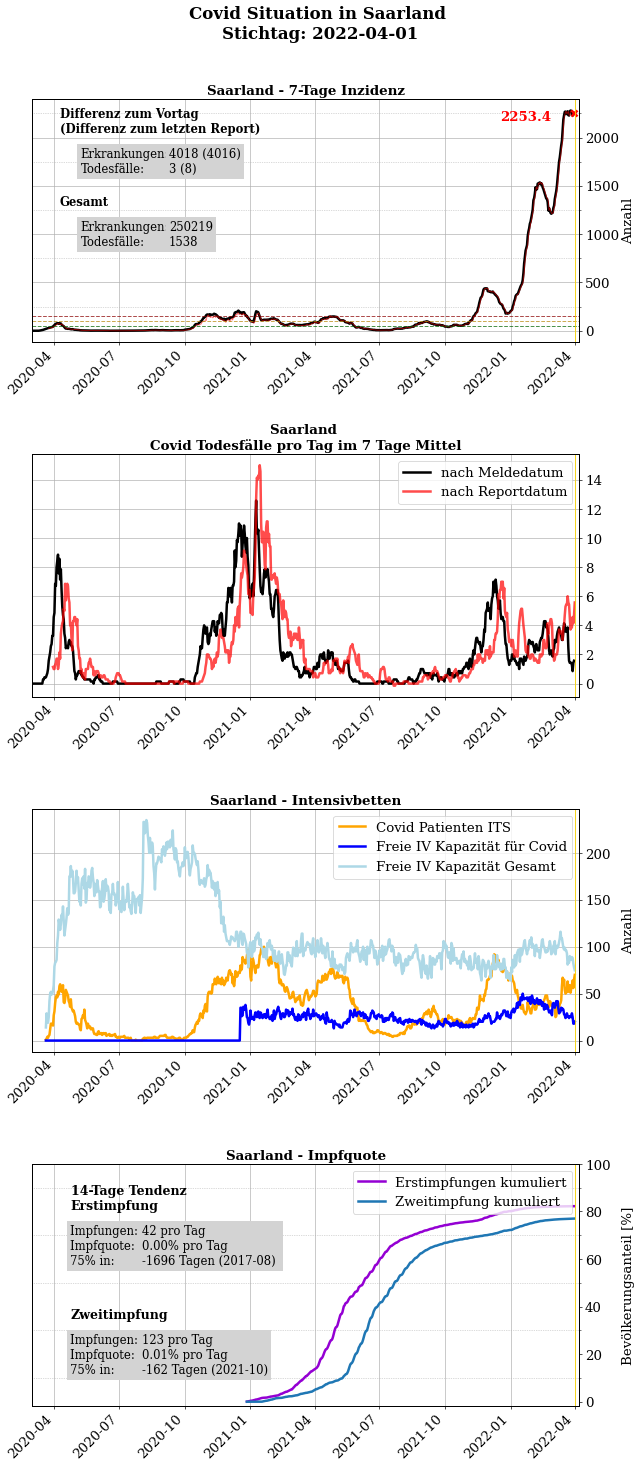 Covid Situation in Saarland
Stichtag: 2022-04-01
Saarland - 7-Tage Inzidenz
Differenz zum Vortag
(Differenz zum letzten Report)
Erkrankungen 4018 (4016)
Todesfälle: 3 (8)
Gesamt
Erkrankungen 250219
Todesfälle: 1538
2253.4
2000
1500
1000
500
0
Anzahl
2020-04
2020-07
2020-10
2021-01
2021-04
2021-07
2021-10
2022-01
2022-04
Saarland
Covid Todesfälle pro Tag im 7 Tage Mittel
nach Meldedatum
nach Reportdatum
14
12
10
8
6
4
2
0
2020-04
2020-07
2020-10
2021-01
2021-04
2021-07
2021-10
2022-01
2022-04
Saarland - Intensivbetten
Covid Patienten ITS
Freie IV Kapazität für Covid
Freie IV Kapazität Gesamt
200
150
100
50
0
Anzahl
2020-04
2020-07
2020-10
2021-01
2021-04
2021-07
2021-10
2022-01
2022-04
Saarland - Impfquote
14-Tage Tendenz
Erstimpfung
Impfungen: 42 pro Tag
Impfquote: 0.00% pro Tag
75% in: -1696 Tagen (2017-08)
Zweitimpfung
Impfungen: 123 pro Tag
Impfquote: 0.01% pro Tag
75% in: -162 Tagen (2021-10)
Erstimpfungen kumuliert
Zweitimpfung kumuliert
100
80
60
40
20
0
Bevölkerungsanteil [%]
2020-04
2020-07
2020-10
2021-01
2021-04
2021-07
2021-10
2022-01
2022-04